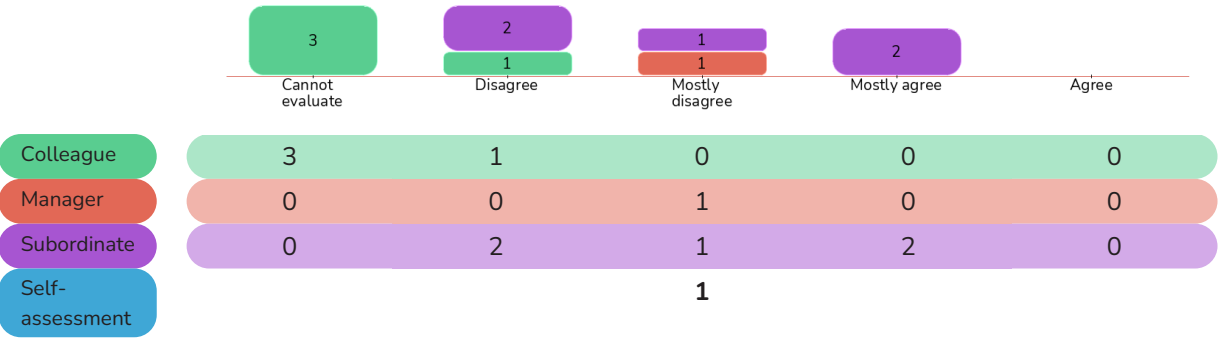 3
2
1
1
1
2
Cannot
evaluate
Disagree
Mostly
disagree
Mostly agree
Agree
Colleague 3 1 0 0 0
Manager 0 0 1 0 0
Subordinate 0 2 1 2 0
Self-
assessment
1